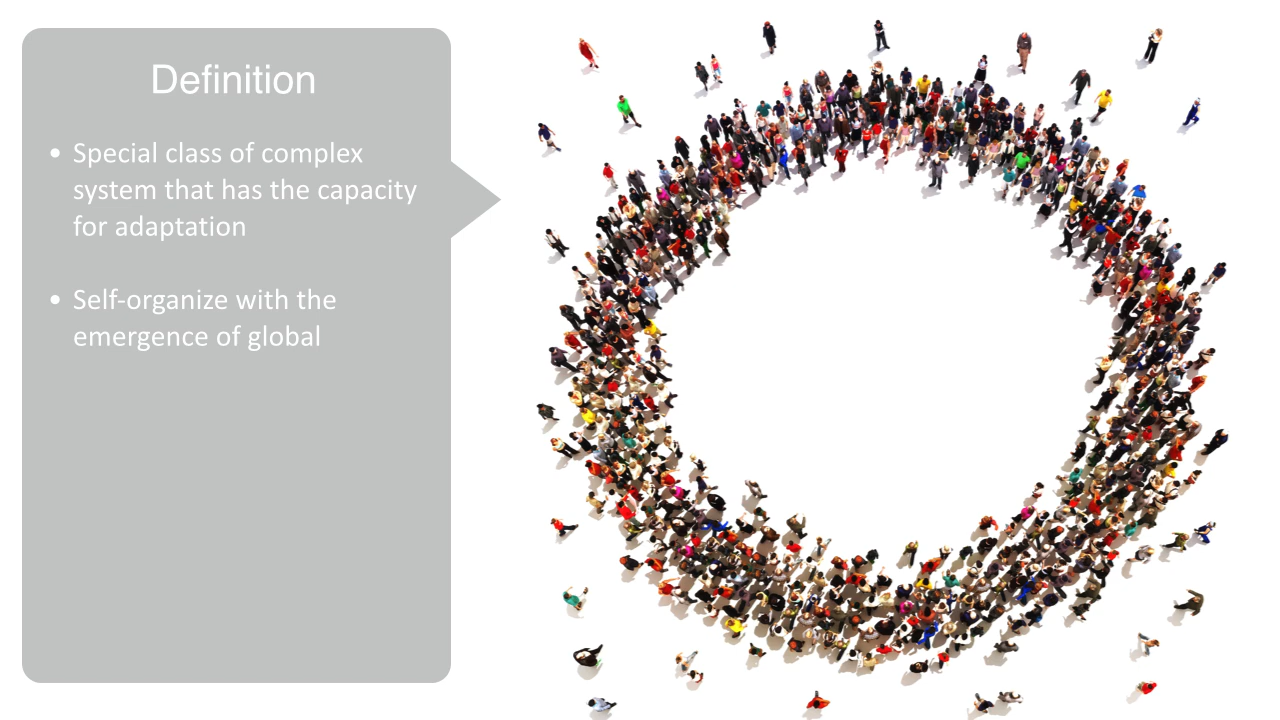 Definition
• Special class of complex
system that has the capacity
for adaptation
• Self-organize with the
emergence of global